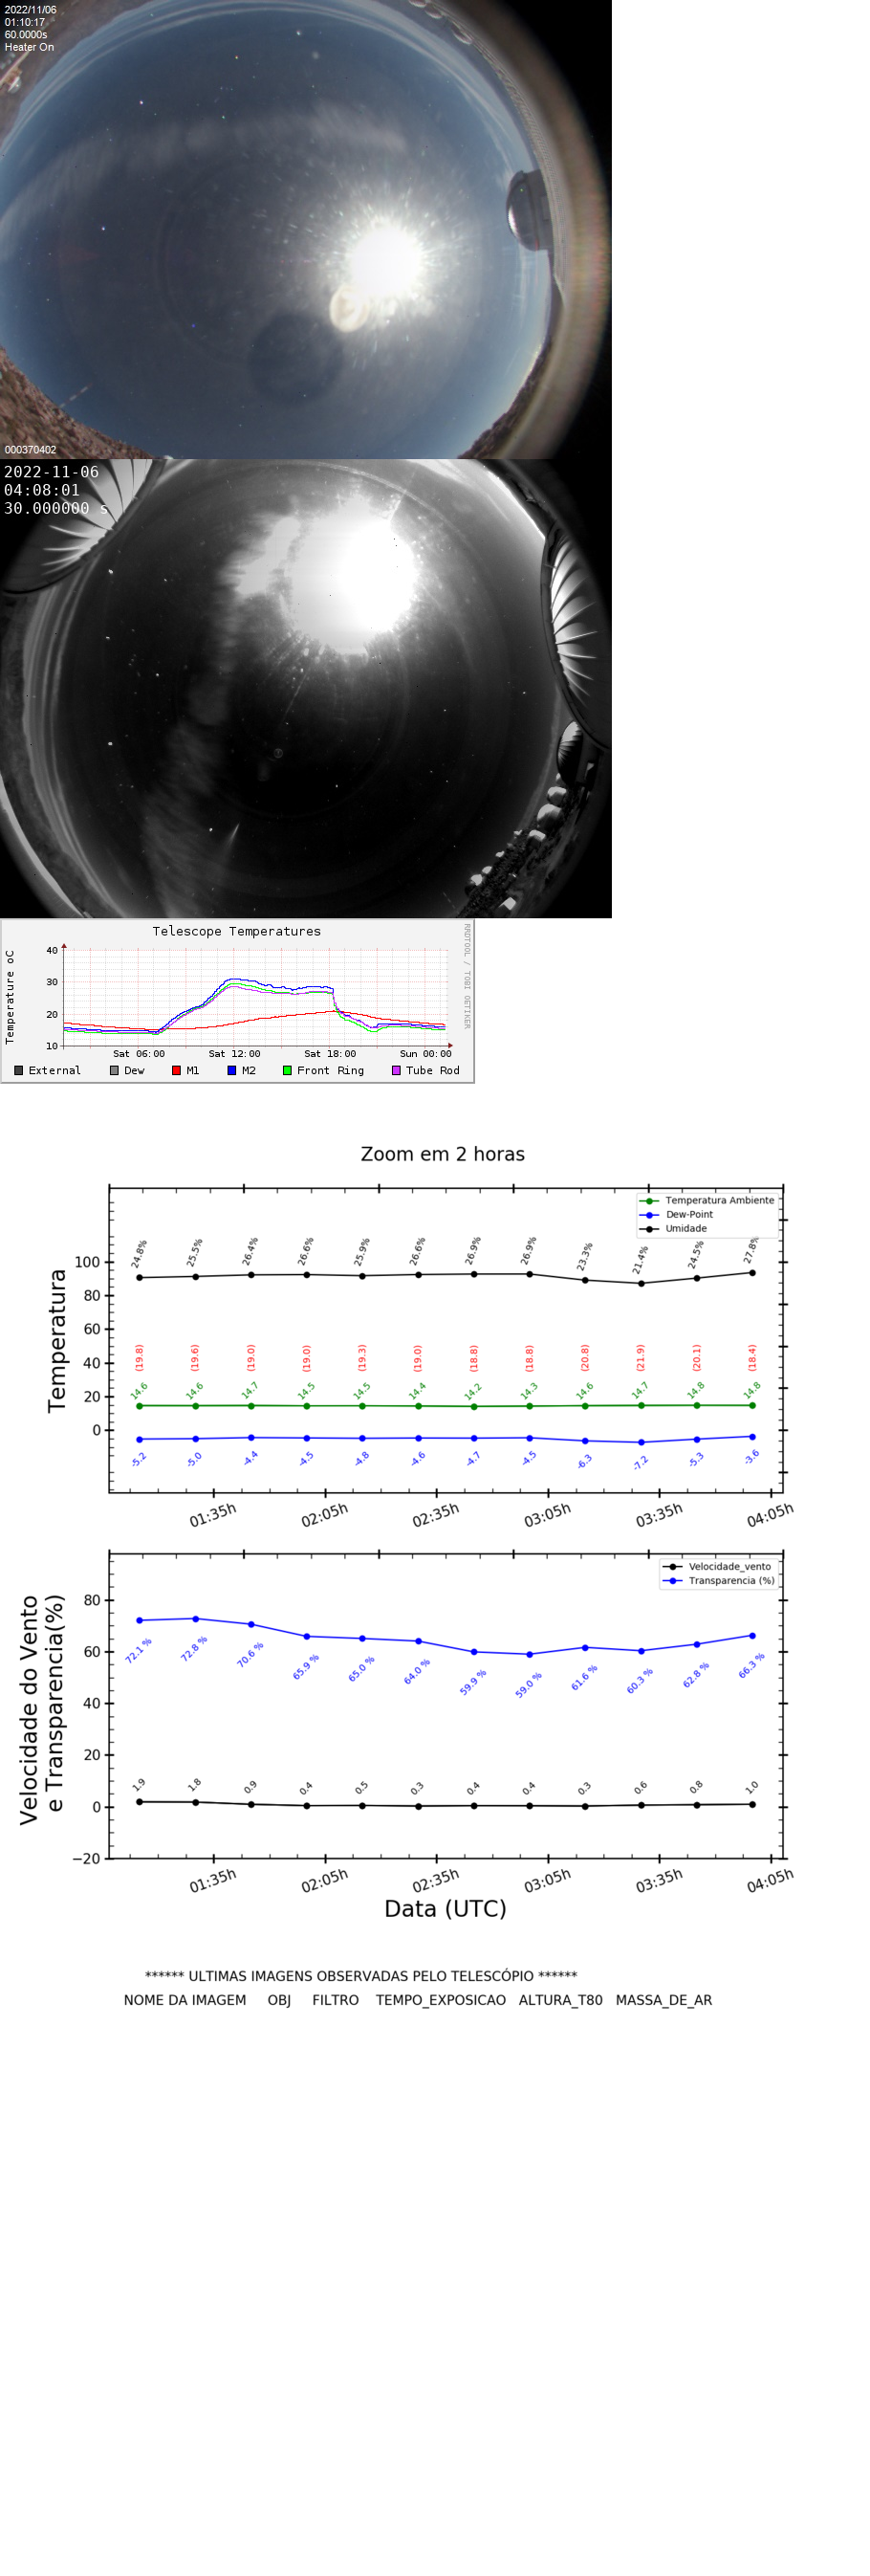 2022/11/06
01:10:17
60.0000s
Heater On
000370402
2022-11-06
04:08:01
30.000000 s
Telescope Temperatures
RRDTOOL / TOBI OETIKER
Temperature oC
40
30
20
10
Sat 06:00 Sat 12:00 Sat 18:00 Sun 00:00
External Dew M1 M2 Front Ring Tube Rod
Zoom em 2 horas
Temperatura Ambiente
Dew-Point
Umidade
Temperatura
100
80
60
40
20
0
24.8% 25.5% 26.4% 26.6% 25.9% 26.6% 26.9% 26.9% 23.3% 21.4% 24.5% 27.8%
(19.8) (19.6) (19.0) (19.0) (19.3) (19.0) (18.8) (18.8) (20.8) (21.9) (20.1) (18.4)
14.6 14.6 14.7 14.5 14.5 14.4 14.2 14.3 14.6 14.7 14.8 14.8
-5.2 -5.0 -4.4 -4.5 -4.8 -4.6 -4.7 -4.5 -6.3 -7.2 -5.3 -3.6
01:35h 02:05h 02:35h 03:05h 03:35h 04:05h
Velocidade_vento
Transparencia (%)
Velocidade do Vento
e Transparencia(%)
80
60
40
20
0
−20
72.1 % 72.8 % 70.6 % 65.9 % 65.0 % 64.0 % 59.9 % 59.0 % 61.6 % 60.3 % 62.8 % 66.3 %
1.9 1.8 0.9 0.4 0.5 0.3 0.4 0.4 0.3 0.6 0.8 1.0
01:35h 02:05h 02:35h 03:05h 03:35h 04:05h
Data (UTC)
****** ULTIMAS IMAGENS OBSERVADAS PELO TELESCÓPIO ******
NOME DA IMAGEM OBJ FILTRO TEMPO_EXPOSICAO ALTURA_T80 MASSA_DE_AR